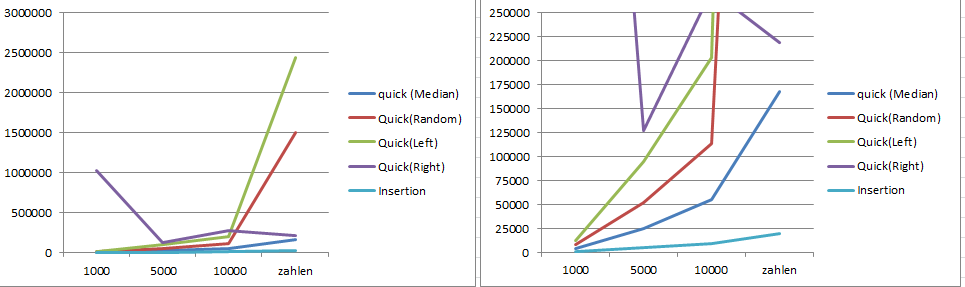 3000000
2500000
2000000
1500000
1000000
500000
0
1000 5000 10000 zahlen
quick (Median)
Quick(Random)
Quick(Left)
Quick(Right)
Insertion
250000
225000
200000
175000
150000
125000
100000
75000
50000
25000
0
1000 5000 10000 zahlen
quick (Median)
Quick(Random)
Quick(Left)
Quick(Right)
Insertion